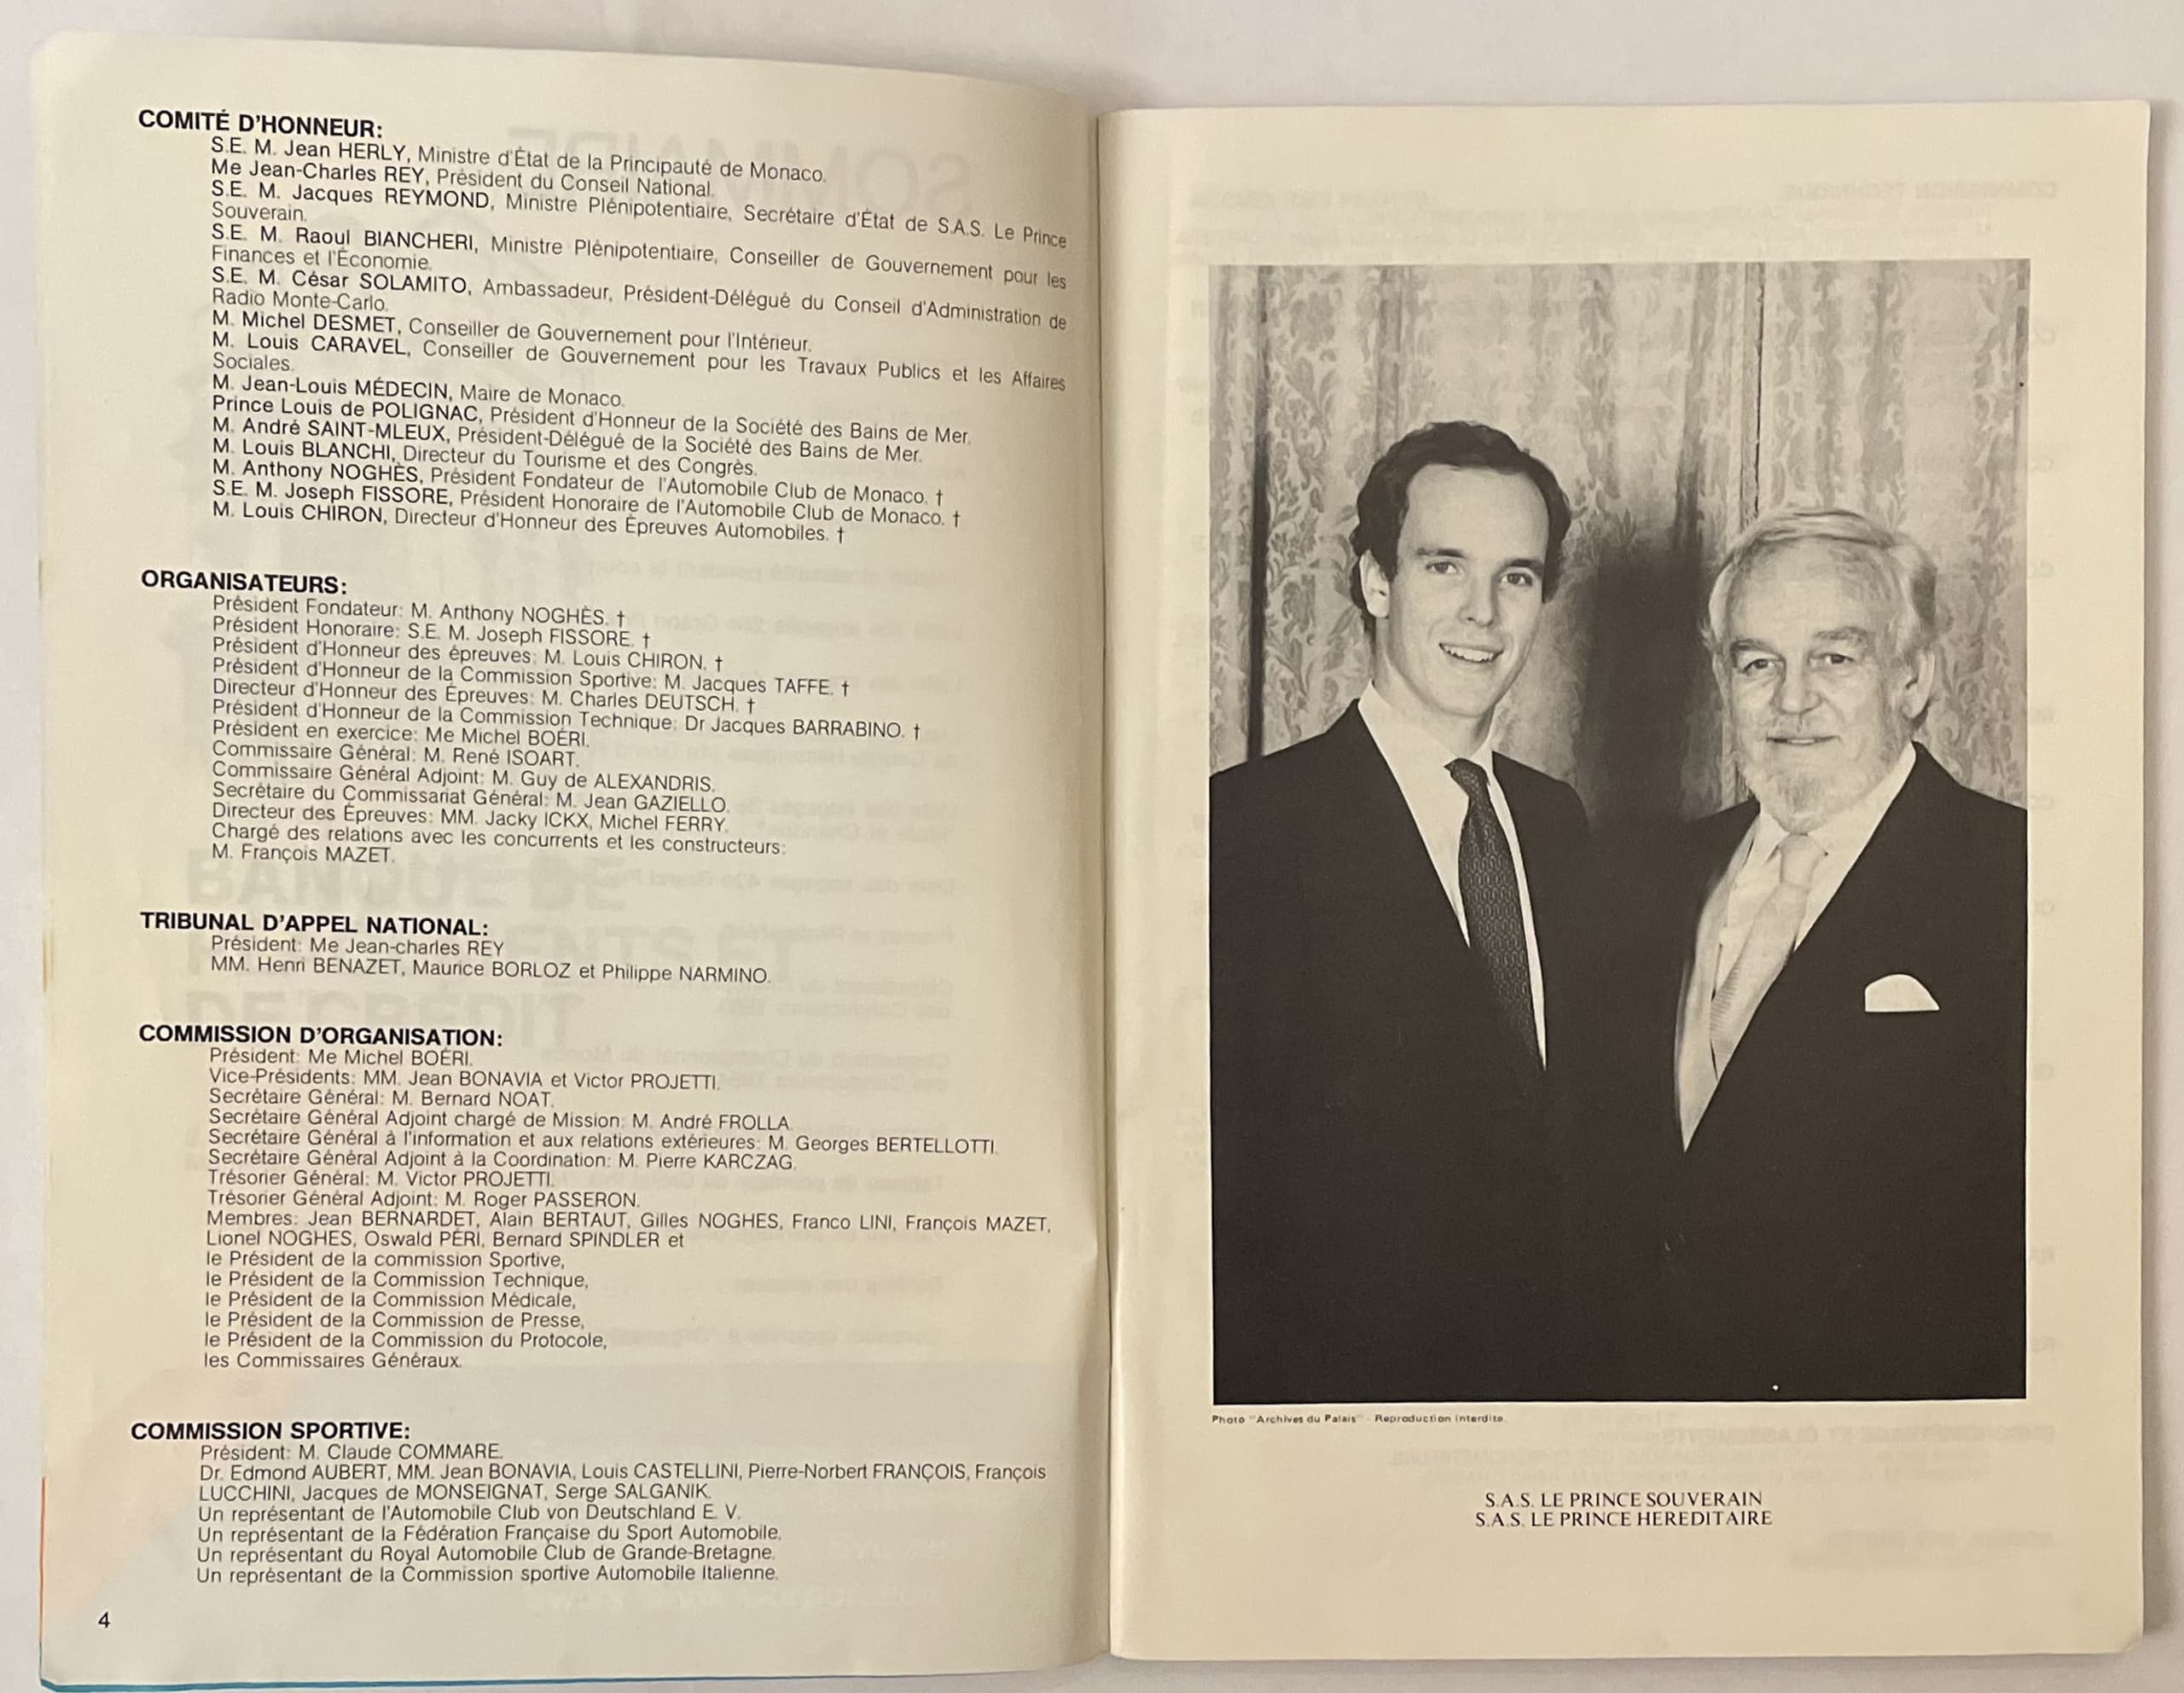 COMITÉ D'HONNEUR:
S.E. M. Jean HERLY, Ministre d'État de la Principauté de Monaco.
Me Jean-Charles REY, Président du Conseil National.
S.E. M. Jacques REYMOND, Ministre Plénipotentiaire, Secrétaire d'État de S.A.S. Le Prince
Souverain.
S.E. M. Raoul BIANCHERI, Ministre Plénipotentiaire, Conseiller de Gouvernement pour les
Finances et l'Économie.
S.E. M. César SOLAMITO, Ambassadeur, Président-Délégué du Conseil d'Administration de
Radio Monte-Carlo.
M. Michel DESMET, Conseiller de Gouvernement pour l'Intérieur.
M. Louis CARAVEL, Conseiller de Gouvernement pour les Travaux Publics et les Affaires
Sociales.
M. Jean-Louis MÉDECIN, Maire de Monaco.
Prince Louis de POLIGNAC, Président d'Honneur de la Société des Bains de Mer.
M. André SAINT-MLEUX, Président-Délégué de la Société des Bains de Mer.
M. Louis BLANCHI, Directeur du Tourisme et des Congrès.
M. Anthony NOGHÈS, Président Fondateur de l'Automobile Club de Monaco. †
S.E. M. Joseph FISSORE, Président Honoraire de l'Automobile Club de Monaco. †
M. Louis CHIRON, Directeur d'Honneur des Épreuves Automobiles. †
ORGANISATEURS:
Président Fondateur: M. Anthony NOGHÈS. †
Président Honoraire: S.E. M. Joseph FISSORE. †
Président d'Honneur des épreuves: M. Louis CHIRON. †
Président d'Honneur de la Commission Sportive: M. Jacques TAFFE. †
Directeur d'Honneur des Épreuves: M. Charles DEUTSCH. †
Président d'Honneur de la Commission Technique: Dr Jacques BARRABINO. †
Président en exercice: Me Michel BOÉRI.
Commissaire Général: M. René ISOART.
Commissaire Général Adjoint: M. Guy de ALEXANDRIS.
Secrétaire du Commissariat Général: M. Jean GAZIELLO.
Directeur des Épreuves: MM. Jacky ICKX, Michel FERRY.
Chargé des relations avec les concurrents et les constructeurs:
M. François MAZET.
TRIBUNAL D'APPEL NATIONAL:
Président: Me Jean-charles REY
MM. Henri BENAZET, Maurice BORLOZ et Philippe NARMINO.
COMMISSION D'ORGANISATION:
Président: Me Michel BOÉRI.
Vice-Présidents: MM. Jean BONAVIA et Victor PROJETTI.
Secrétaire Général: M. Bernard NOAT.
Secrétaire Général Adjoint chargé de Mission: M. André FROLLA.
Secrétaire Général à l'information et aux relations extérieures: M. Georges BERTELLOTTI.
Secrétaire Général Adjoint à la Coordination: M. Pierre KARCZAG.
Trésorier Général: M. Victor PROJETTI.
Trésorier Général Adjoint: M. Roger PASSERON.
Membres: Jean BERNARDET, Alain BERTAUT, Gilles NOGHES, Franco LINI, François MAZET,
Lionel NOGHES, Oswald PÉRI, Bernard SPINDLER et
le Président de la commission Sportive,
le Président de la Commission Technique,
le Président de la Commission Médicale,
le Président de la Commission de Presse,
le Président de la Commission du Protocole,
les Commissaires Généraux.
COMMISSION SPORTIVE:
Président: M. Claude COMMARE.
Dr. Edmond AUBERT, MM. Jean BONAVIA, Louis CASTELLINI, Pierre-Norbert FRANÇOIS, François
LUCCHINI, Jacques de MONSEIGNAT, Serge SALGANIK.
Un représentant de l'Automobile Club von Deutschland E. V.
Un représentant de la Fédération Française du Sport Automobile.
Un représentant du Royal Automobile Club de Grande-Bretagne.
Un représentant de la Commission sportive Automobile Italienne.
4
Photo "Archives du Palais" - Reproduction interdite.
S.A.S. LE PRINCE SOUVERAIN
S.A.S. LE PRINCE HEREDITAIRE